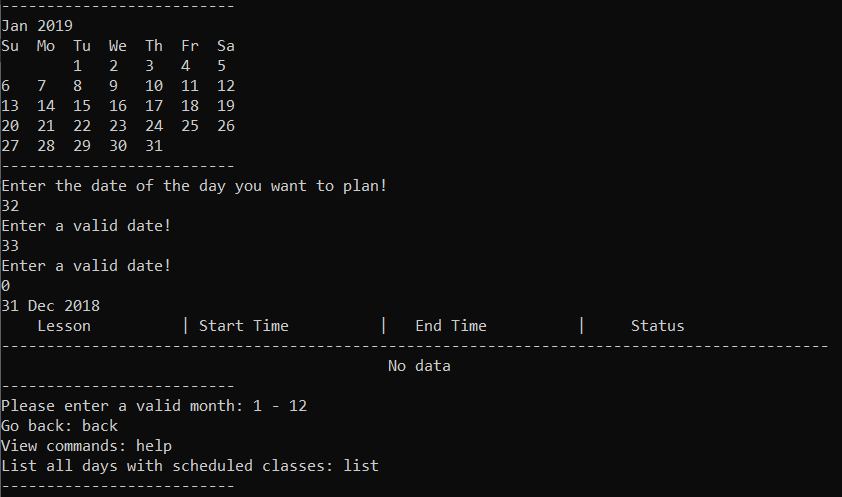 --------------------------
Jan 2019
Su  Mo  Tu  We  Th  Fr  Sa
        1   2   3   4   5
6   7   8   9   10  11  12
13  14  15  16  17  18  19
20  21  22  23  24  25  26
27  28  29  30  31
--------------------------
Enter the date of the day you want to plan!
32
Enter a valid date!
33
Enter a valid date!
0
31 Dec 2018
    Lesson          | Start Time          |   End Time          |     Status
--------------------------------------------------------------------------------------------
                                           No data
--------------------------
Please enter a valid month: 1 - 12
Go back: back
View commands: help
List all days with scheduled classes: list
--------------------------